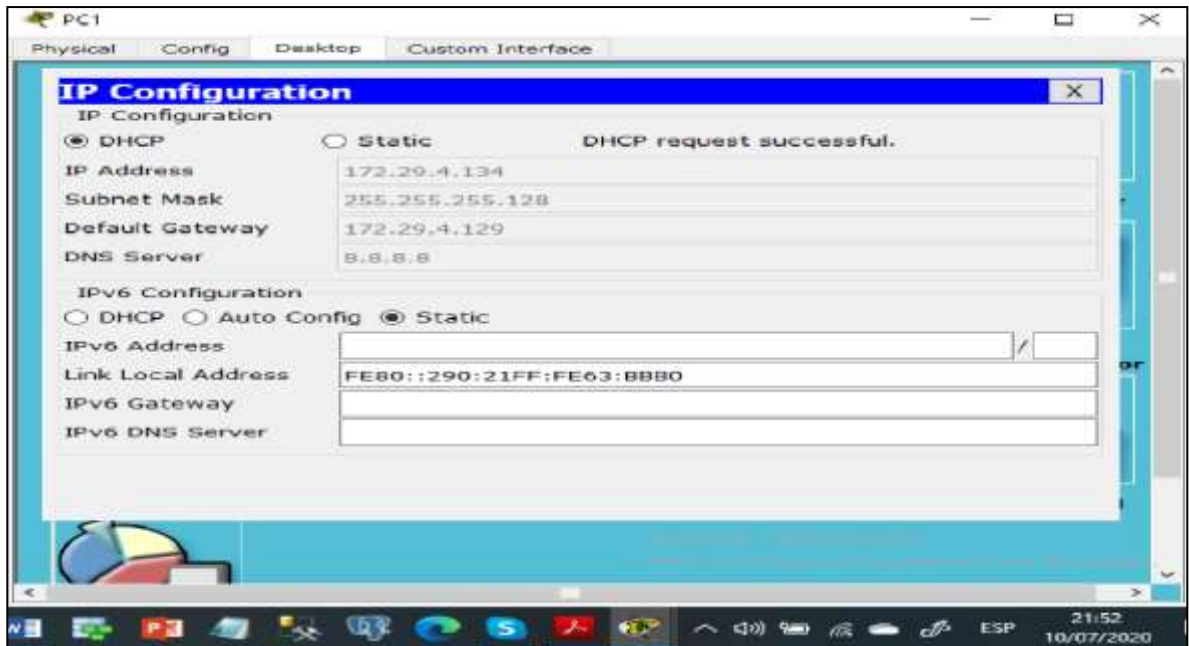 PC1
Physical Config Desktop Custom Interface
IP Configuration X
IP Configuration
DHCP Static DHCP request successful.
IP Address 172.29.4.134
Subnet Mask 255.255.255.128
Default Gateway 172.29.4.129
DNS Server 8.8.8.8
IPv6 Configuration
DHCP Auto Config Static
IPv6 Address /
Link Local Address FE80::290:21FF:FE63:BBB0
IPv6 Gateway
IPv6 DNS Server
or
ESP 21:52
10/07/2020